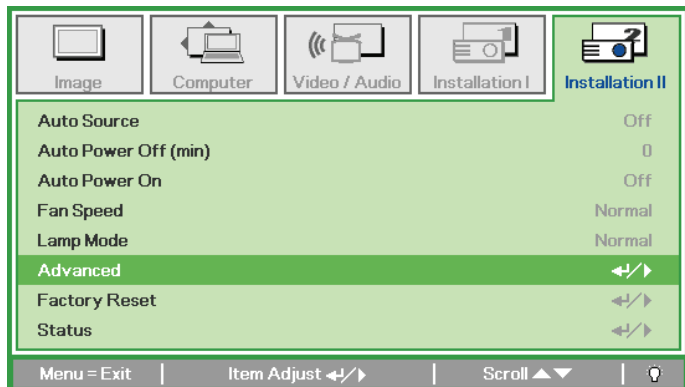 Image Computer Video / Audio Installation I Installation II
Auto Source Off
Auto Power Off (min) 0
Auto Power On Off
Fan Speed Normal
Lamp Mode Normal
Advanced
Factory Reset
Status
Menu = Exit Item Adjust Scroll